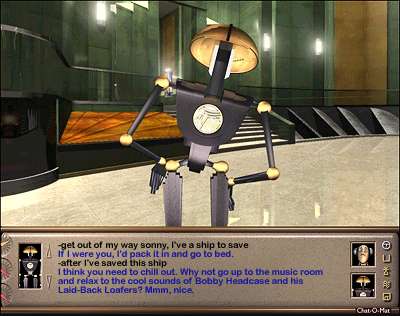 -get out of my way sonny, I've a ship to save
If I were you, I'd pack it in and go to bed.
-after I've saved this ship
I think you need to chill out. Why not go up to the music room
and relax to the cool sounds of Bobby Headcase and his
Laid-Back Loafers? Mmm, nice.
Chat-O-Mat